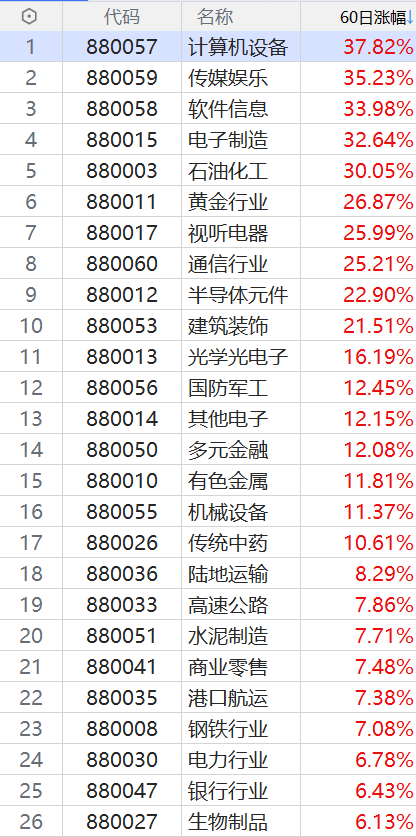 代码 名称 60日涨幅↓
1 880057 计算机设备 37.82%
2 880059 传媒娱乐 35.23%
3 880058 软件信息 33.98%
4 880015 电子制造 32.64%
5 880003 石油化工 30.05%
6 880011 黄金行业 26.87%
7 880017 视听电器 25.99%
8 880060 通信行业 25.21%
9 880012 半导体元件 22.90%
10 880053 建筑装饰 21.51%
11 880013 光学光电子 16.19%
12 880056 国防军工 12.45%
13 880014 其他电子 12.15%
14 880050 多元金融 12.08%
15 880010 有色金属 11.81%
16 880055 机械设备 11.37%
17 880026 传统中药 10.61%
18 880036 陆地运输 8.29%
19 880033 高速公路 7.86%
20 880051 水泥制造 7.71%
21 880041 商业零售 7.48%
22 880035 港口航运 7.38%
23 880008 钢铁行业 7.08%
24 880030 电力行业 6.78%
25 880047 银行行业 6.43%
26 880027 生物制品 6.13%